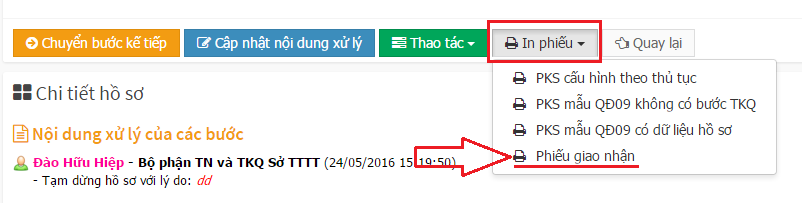 Chuyển bước kế tiếp Cập nhật nội dung xử lý Thao tác In phiếu Quay lại
PKS cấu hình theo thủ tục
PKS mẫu QĐ09 không có bước TKQ
PKS mẫu QĐ09 có dữ liệu hồ sơ
Phiếu giao nhận
Chi tiết hồ sơ
Nội dung xử lý của các bước
Đào Hữu Hiệp - Bộ phận TN và TKQ Sở TTTT (24/05/2016 15:19:50)
- Tạm dừng hồ sơ với lý do: dd